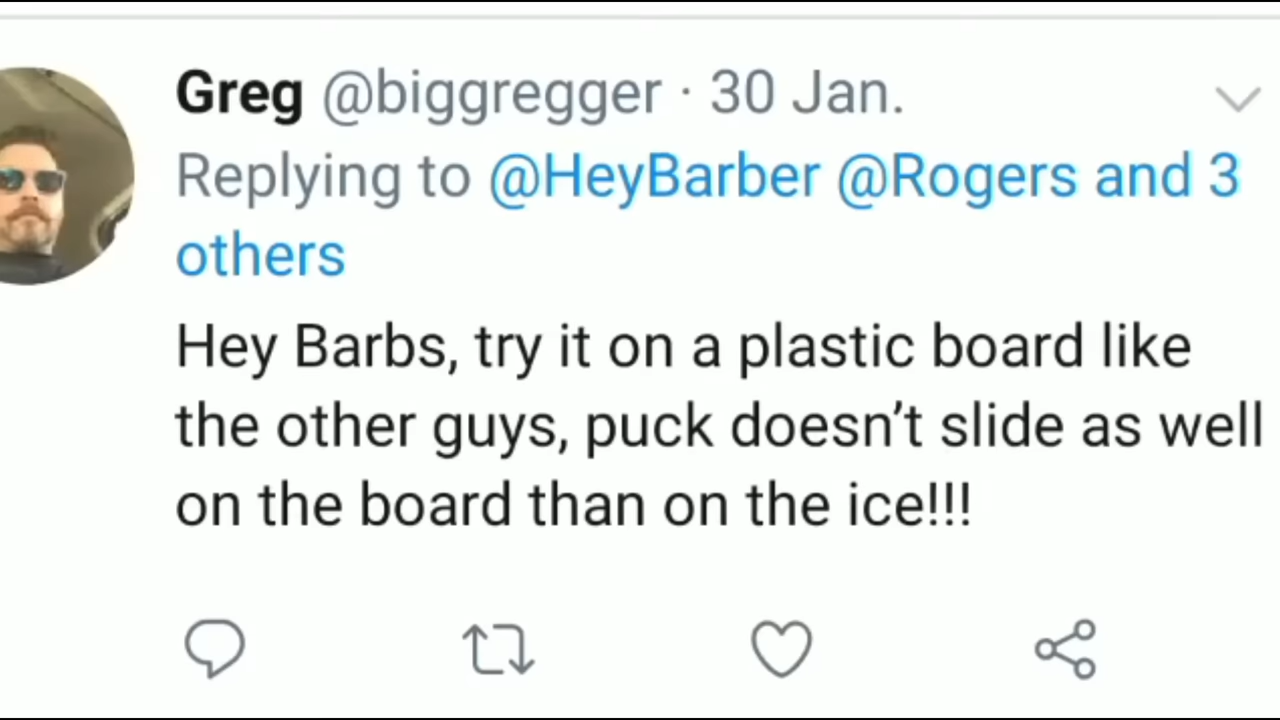 Greg @biggregger · 30 Jan.
Replying to @HeyBarber @Rogers and 3
others
Hey Barbs, try it on a plastic board like
the other guys, puck doesn’t slide as well
on the board than on the ice!!!